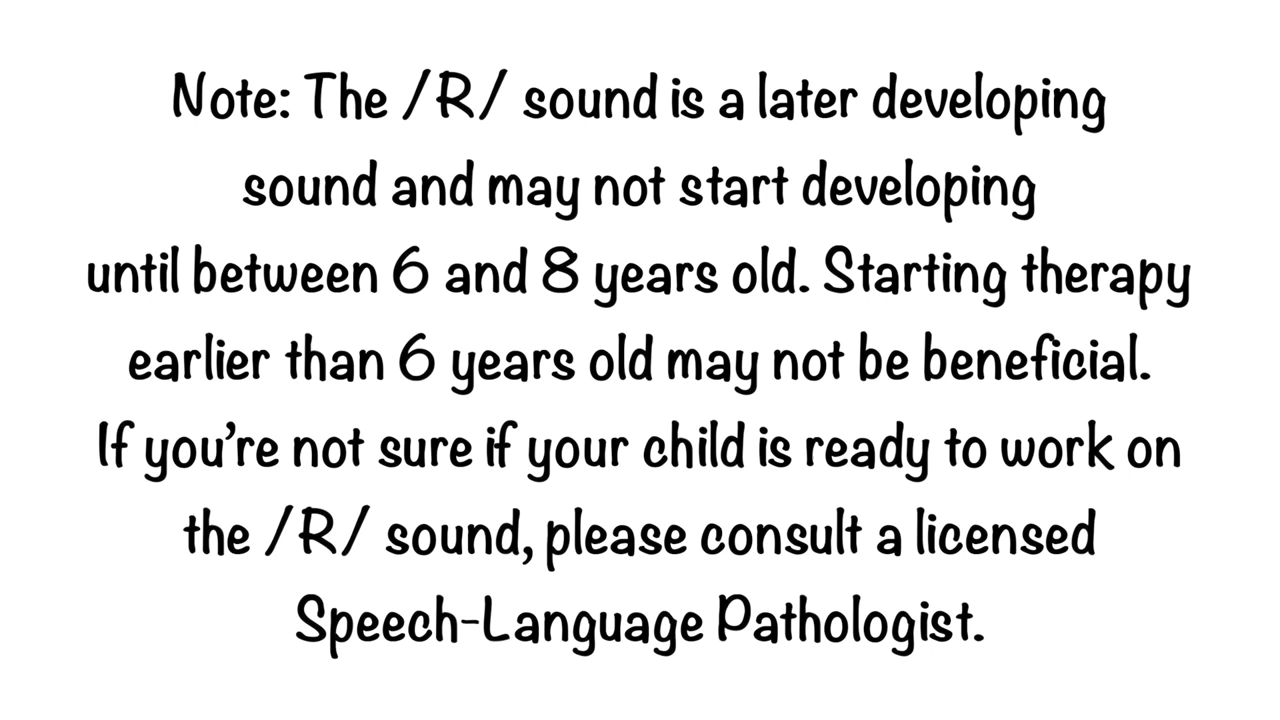 Note: The /R/ sound is a later developing
sound and may not start developing
until between 6 and 8 years old. Starting therapy
earlier than 6 years old may not be beneficial.
If you’re not sure if your child is ready to work on
the /R/ sound, please consult a licensed
Speech-Language Pathologist.